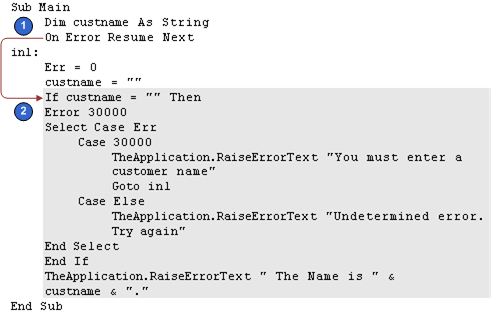 Sub Main
1 Dim custname As String
On Error Resume Next
inl:
Err = 0
custname = ""
If custname = "" Then
2 Error 30000
Select Case Err
Case 30000
TheApplication.RaiseErrorText "You must enter a
customer name"
Goto inl
Case Else
TheApplication.RaiseErrorText "Undetermined error.
Try again"
End Select
End If
TheApplication.RaiseErrorText " The Name is " &
custname & "."
End Sub